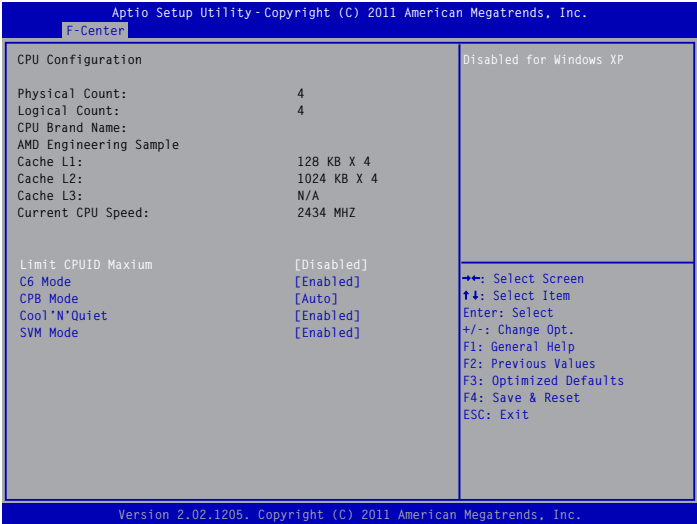 Aptio Setup Utility - Copyright (C) 2011 American Megatrends, Inc.
F-Center
CPU Configuration
Physical Count: 4
Logical Count: 4
CPU Brand Name:
AMD Engineering Sample
Cache L1: 128 KB X 4
Cache L2: 1024 KB X 4
Cache L3: N/A
Current CPU Speed: 2434 MHZ
Limit CPUID Maxium [Disabled]
C6 Mode [Enabled]
CPB Mode [Auto]
Cool'N'Quiet [Enabled]
SVM Mode [Enabled]
Disabled for Windows XP
→←: Select Screen
↑↓: Select Item
Enter: Select
+/-: Change Opt.
F1: General Help
F2: Previous Values
F3: Optimized Defaults
F4: Save & Reset
ESC: Exit
Version 2.02.1205. Copyright (C) 2011 American Megatrends, Inc.